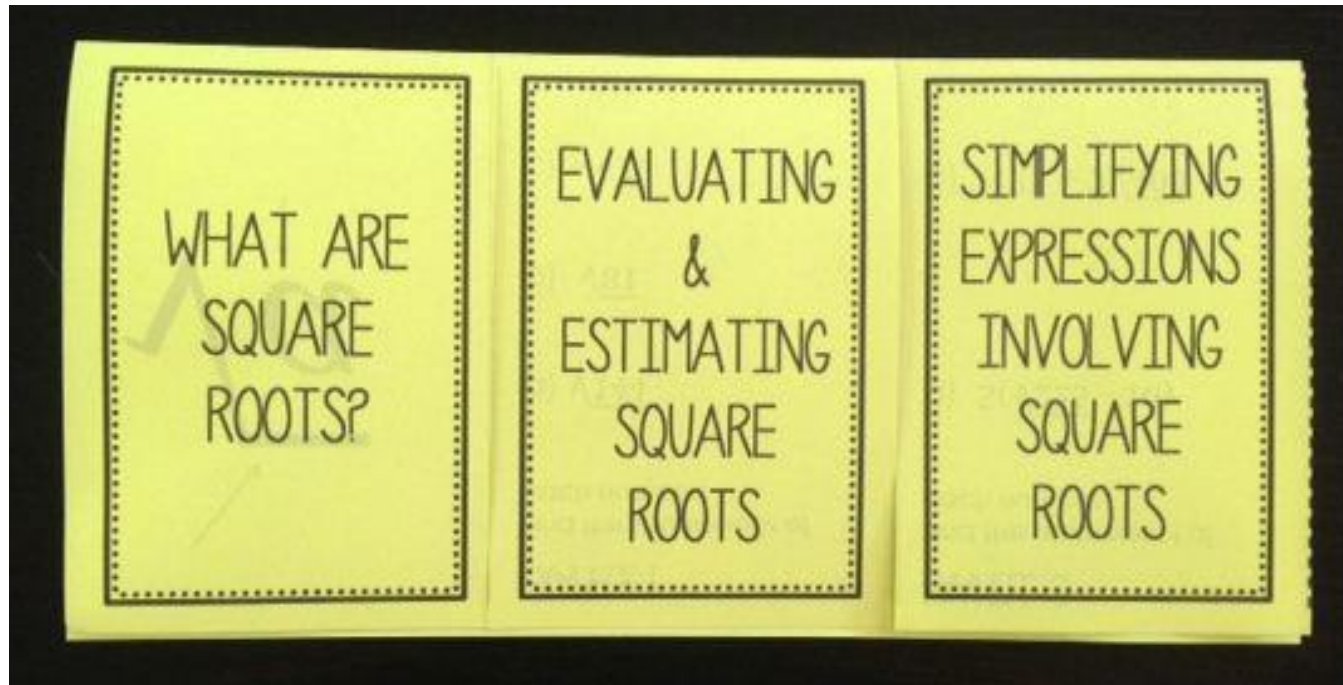 WHAT ARE
SQUARE
ROOTS?
EVALUATING
&
ESTIMATING
SQUARE
ROOTS
SIMPLIFYING
EXPRESSIONS
INVOLVING
SQUARE
ROOTS